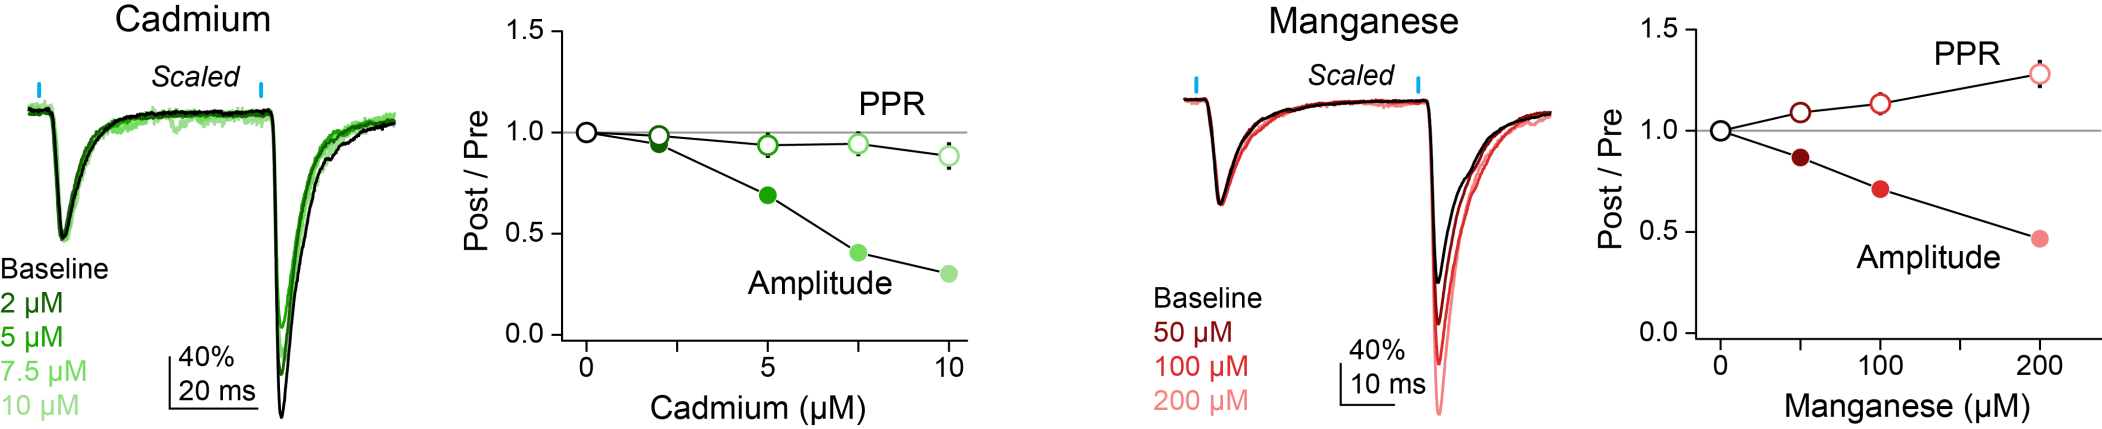 Cadmium
Scaled
Baseline
2 µM
5 µM
7.5 µM
10 µM
40%
20 ms
1.5
1.0
0.5
0.0
Post / Pre
PPR
Amplitude
0
5
10
Cadmium (µM)
Manganese
Scaled
Baseline
50 µM
100 µM
200 µM
40%
10 ms
1.5
1.0
0.5
0.0
Post / Pre
PPR
Amplitude
0
100
200
Manganese (µM)